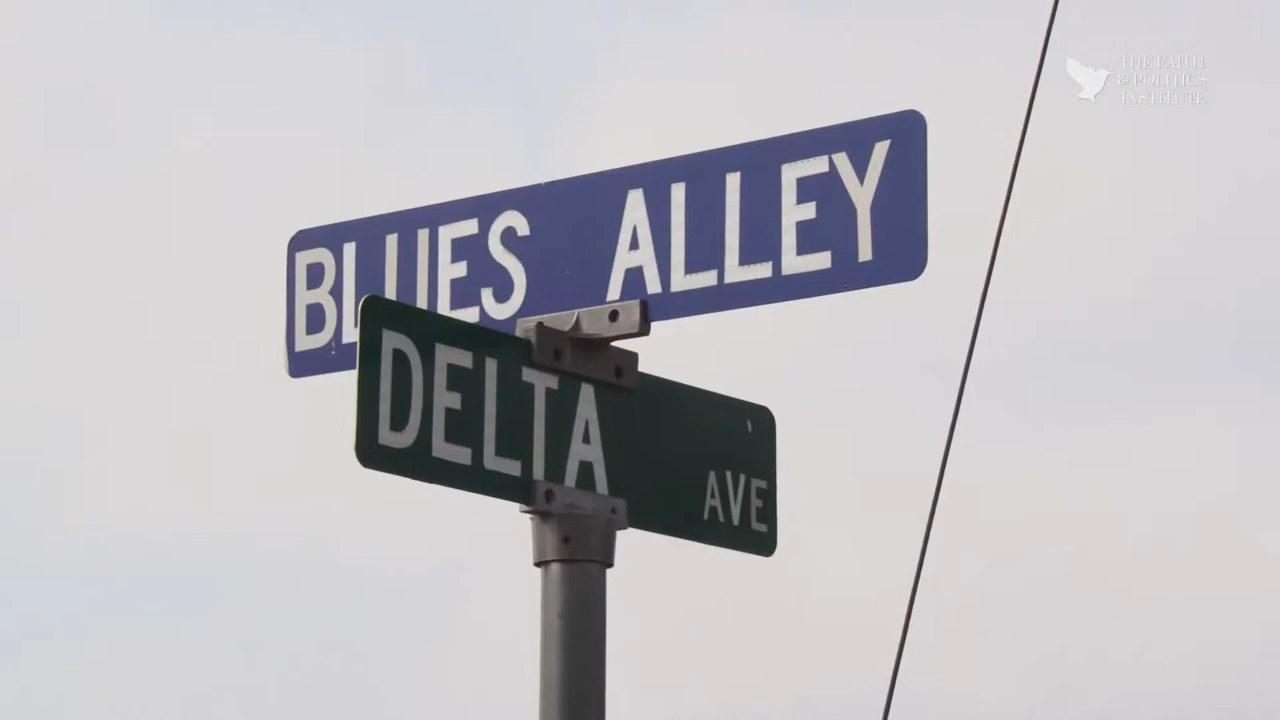 THE FAITH
& POLITICS
INSTITUTE
BLUES ALLEY
DELTA AVE